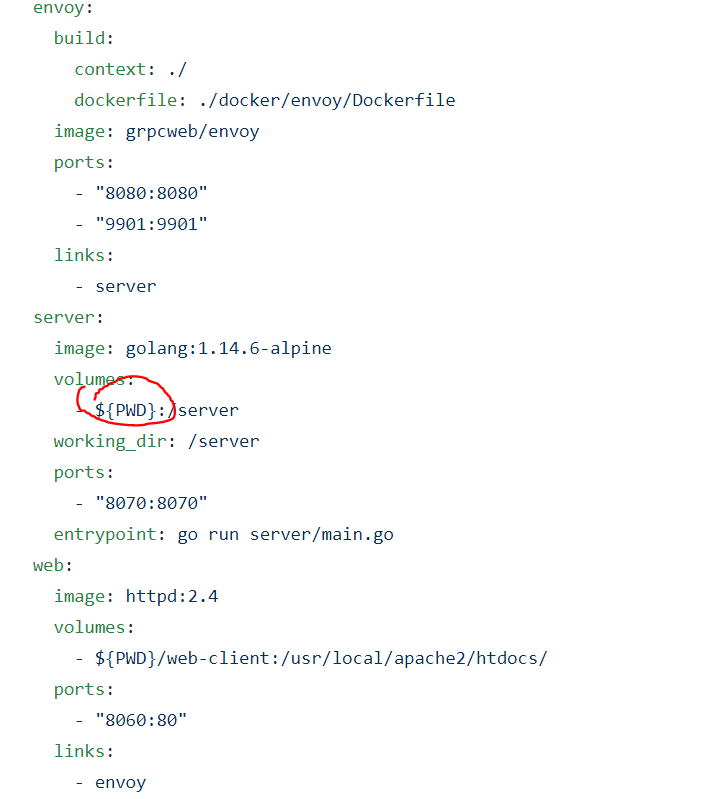 envoy:
build:
context: ./
dockerfile: ./docker/envoy/Dockerfile
image: grpcweb/envoy
ports:
- "8080:8080"
- "9901:9901"
links:
- server
server:
image: golang:1.14.6-alpine
volumes:
- ${PWD}:/server
working_dir: /server
ports:
- "8070:8070"
entrypoint: go run server/main.go
web:
image: httpd:2.4
volumes:
- ${PWD}/web-client:/usr/local/apache2/htdocs/
ports:
- "8060:80"
links:
- envoy